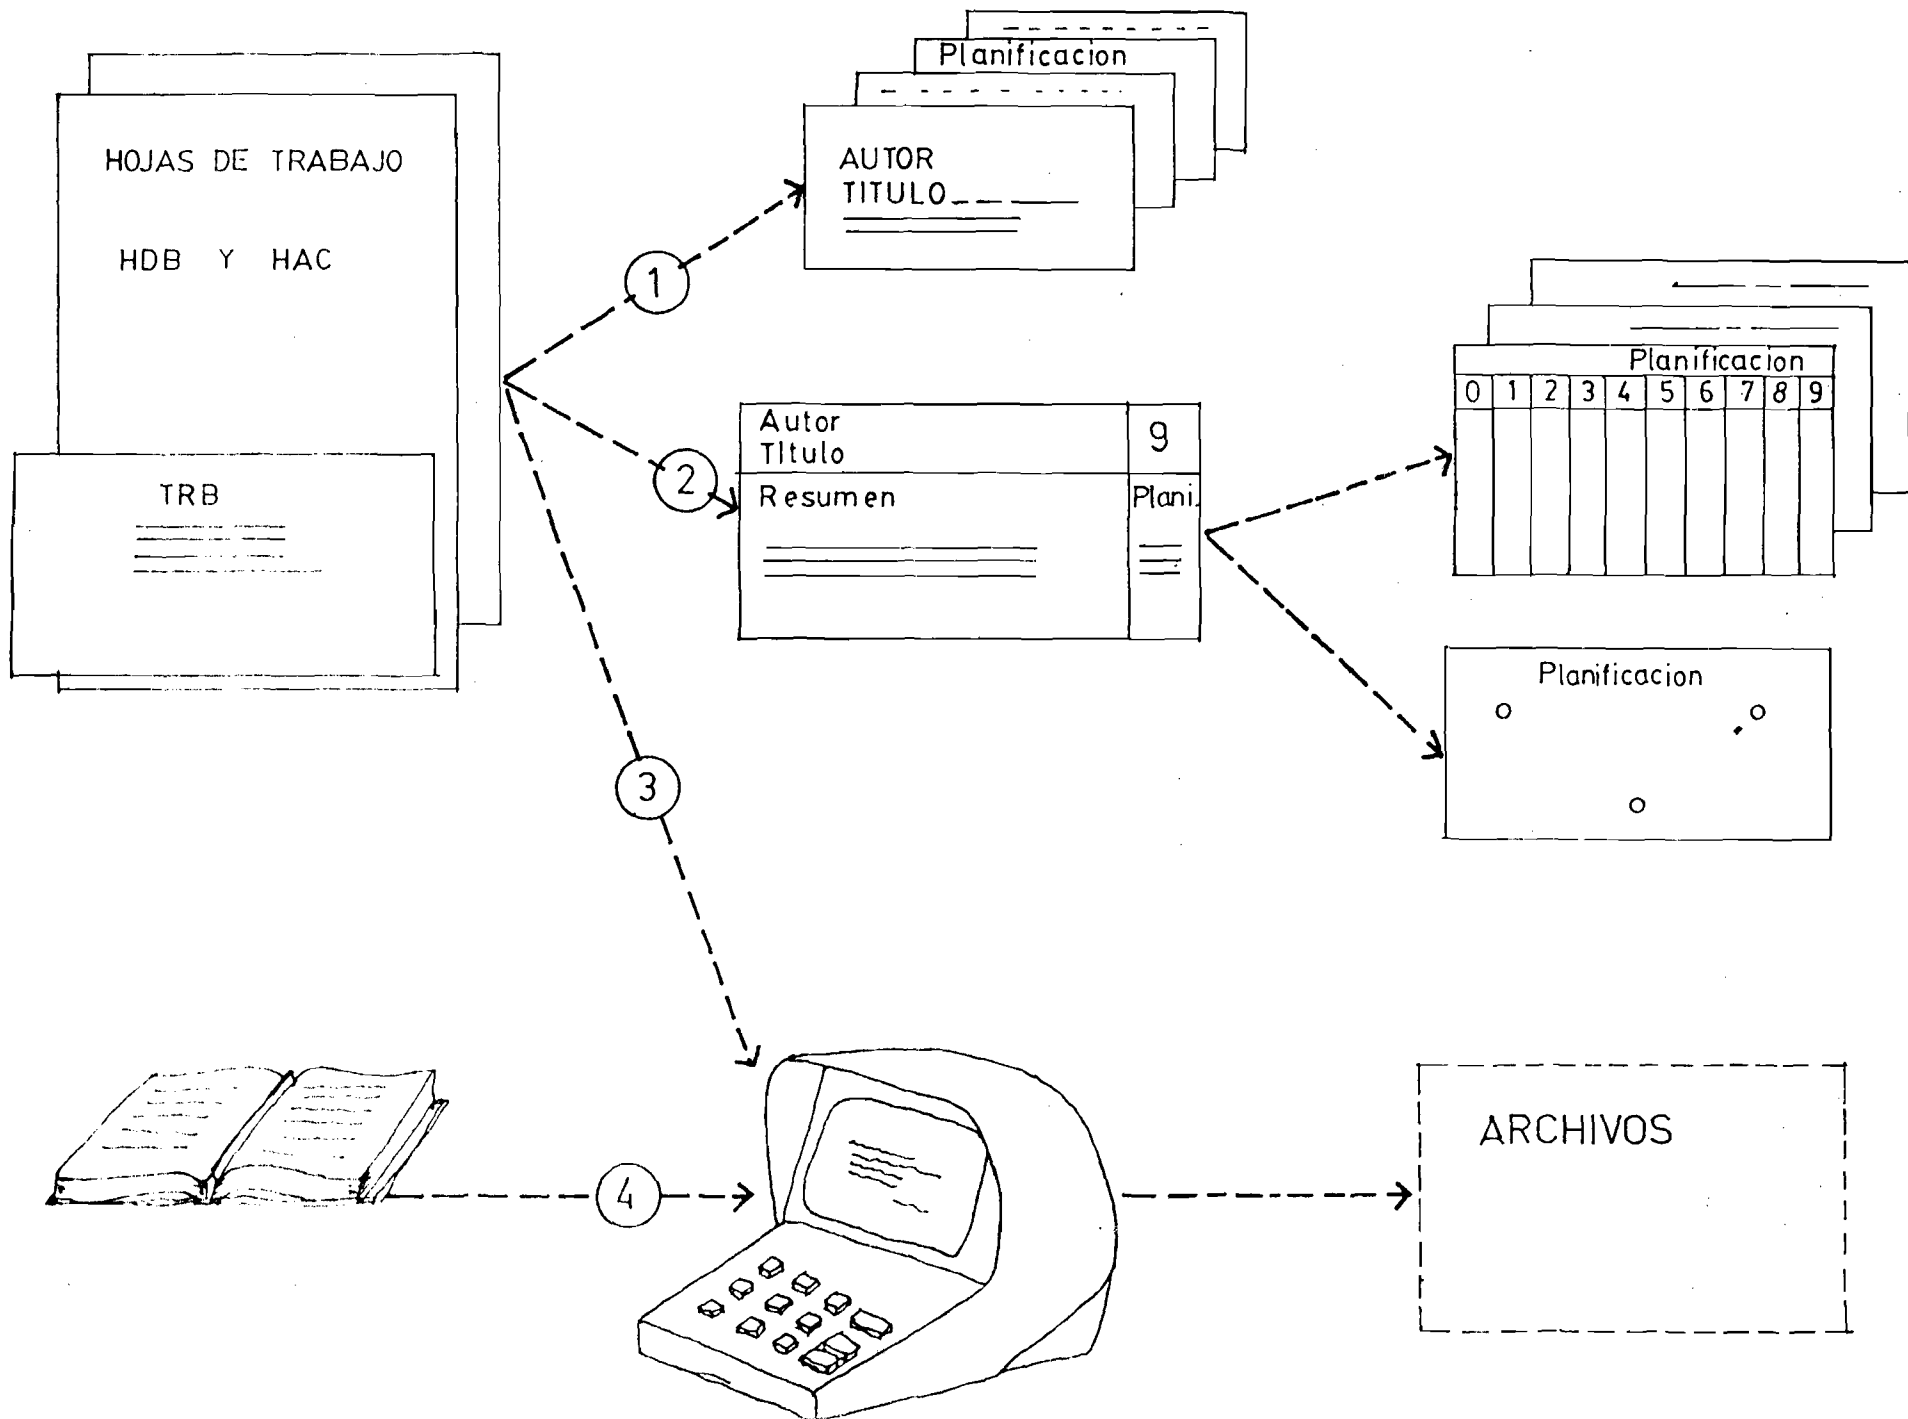 HOJAS DE TRABAJO
HDB Y HAC
TRB
Planificacion
AUTOR
TITULO
1
2
3
4
Autor
TItulo
9
Resumen
Plani.
Planificacion
0 1 2 3 4 5 6 7 8 9
Planificacion
ARCHIVOS